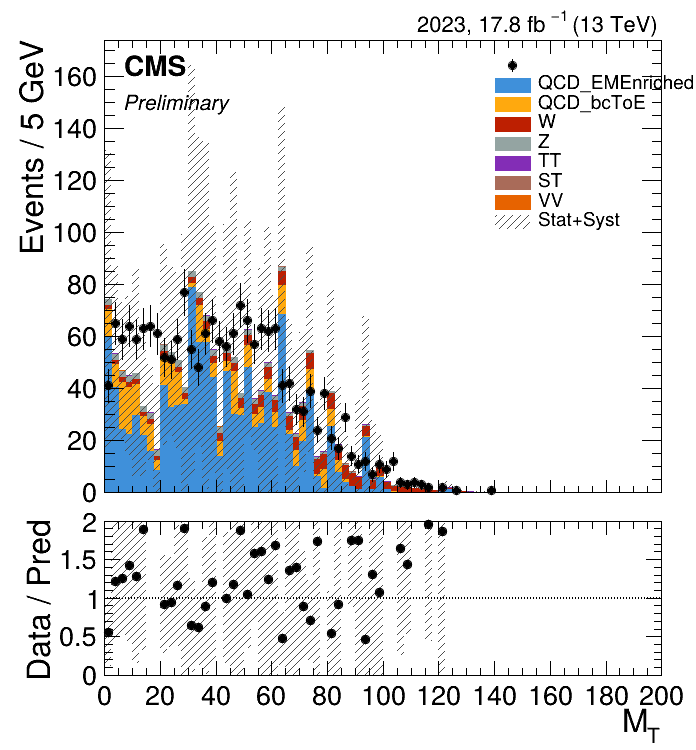 2023, 17.8 fb⁻¹ (13 TeV)
CMS
Preliminary
QCD_EMEnriched
QCD_bcToE
W
Z
TT
ST
VV
Stat+Syst
Events / 5 GeV
160
140
120
100
80
60
40
20
0
Data / Pred
2
1.5
1
0.5
0
0 20 40 60 80 100 120 140 160 180 200
M_T